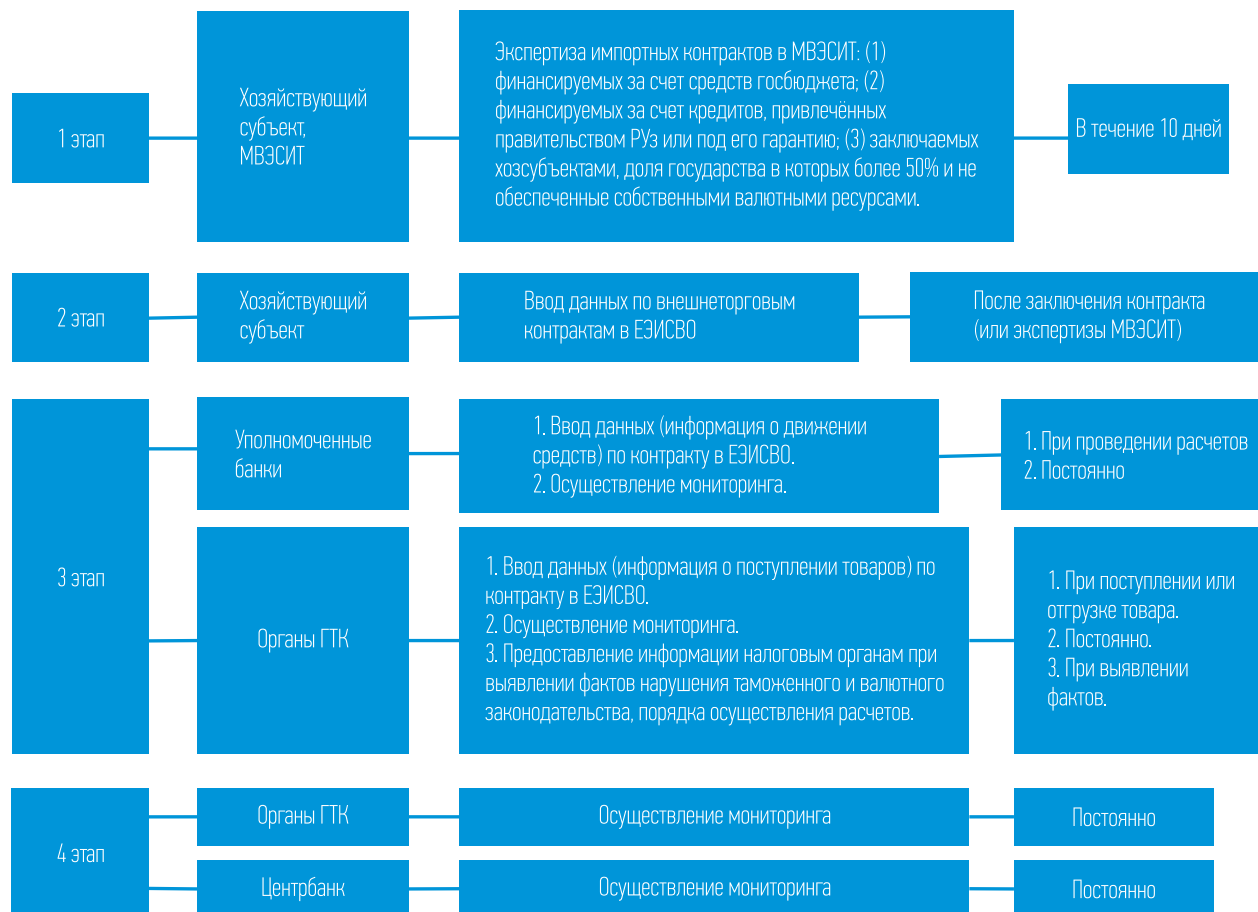 1 этап
Хозяйствующий
субъект,
МВЭСИТ
Экспертиза импортных контрактов в МВЭСИТ: (1)
финансируемых за счет средств госбюджета; (2)
финансируемых за счет кредитов, привлечённых
правительством РУз или под его гарантию; (3) заключаемых
хозсубъектами, доля государства в которых более 50% и не
обеспеченные собственными валютными ресурсами.
В течение 10 дней
2 этап
Хозяйствующий
субъект
Ввод данных по внешнеторговым
контрактам в ЕЭИСВО
После заключения контракта
(или экспертизы МВЭСИТ)
3 этап
Уполномоченные
банки
1. Ввод данных (информация о движении
средств) по контракту в ЕЭИСВО.
2. Осуществление мониторинга.
1. При проведении расчетов
2. Постоянно
Органы ГТК
1. Ввод данных (информация о поступлении товаров) по
контракту в ЕЭИСВО.
2. Осуществление мониторинга.
3. Предоставление информации налоговым органам при
выявлении фактов нарушения таможенного и валютного
законодательства, порядка осуществления расчетов.
1. При поступлении или
отгрузке товара.
2. Постоянно.
3. При выявлении
фактов.
4 этап
Органы ГТК
Осуществление мониторинга
Постоянно
Центрбанк
Осуществление мониторинга
Постоянно